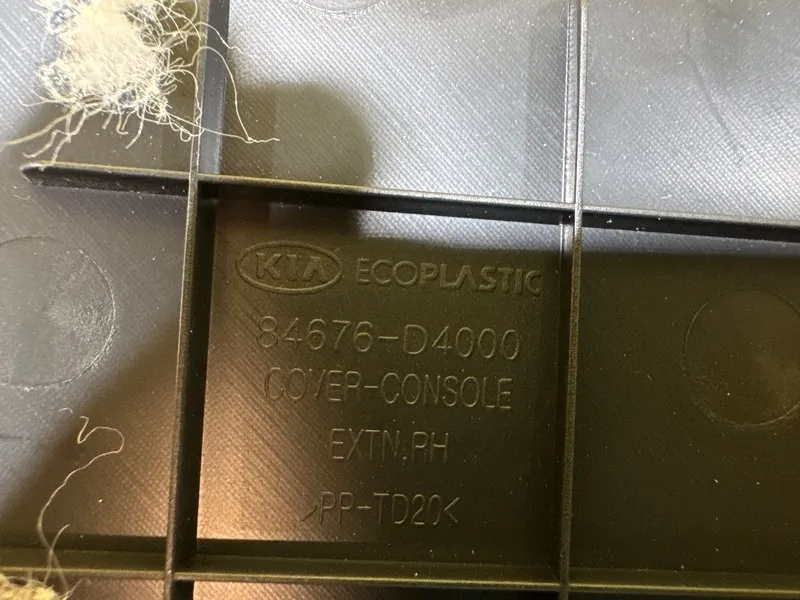 KIA ECOPLASTIC
84676-D4000
COVER-CONSOLE
EXTN.RH
>PP-TD20<